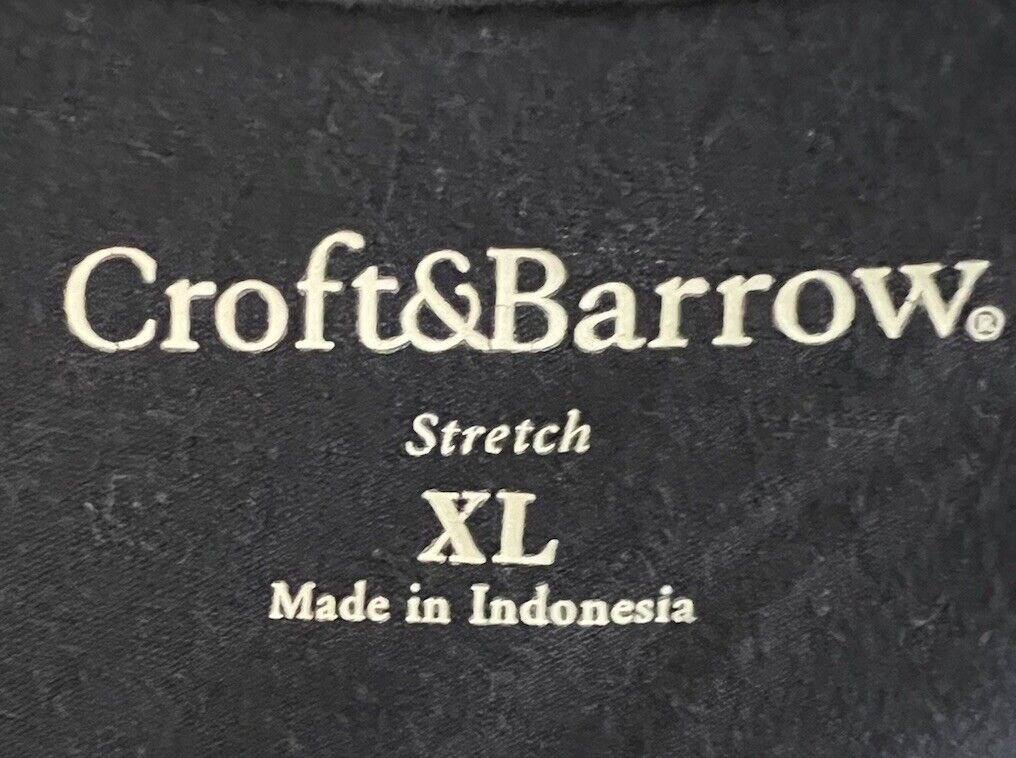 Croft&Barrow®
Stretch
XL
Made in Indonesia